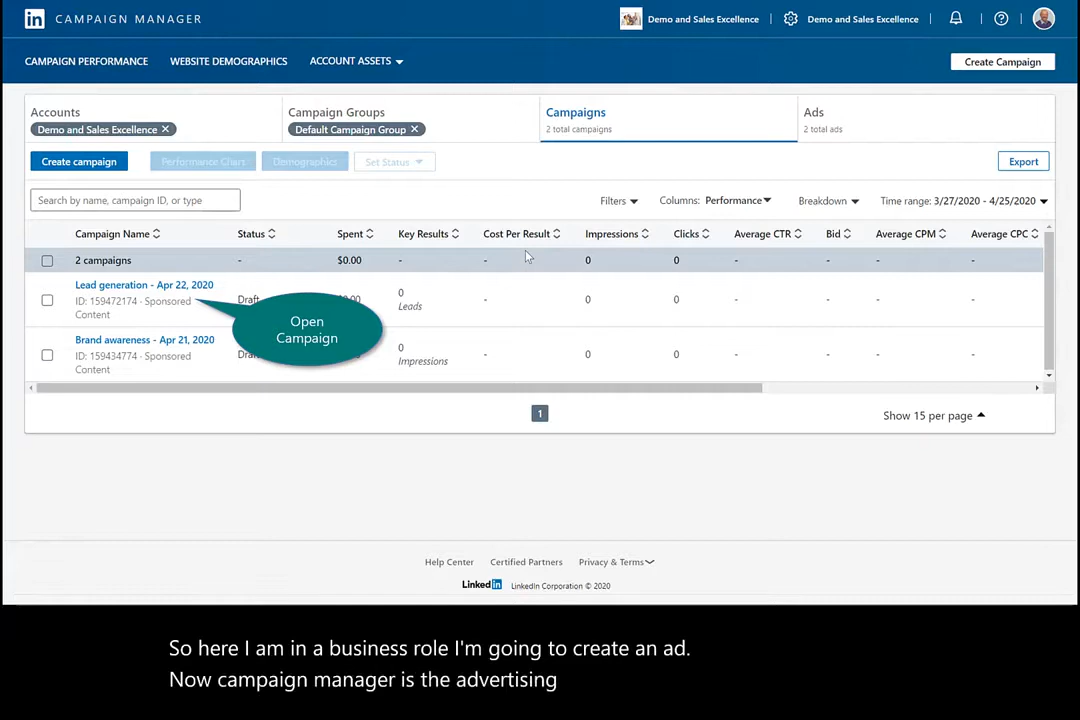 in CAMPAIGN MANAGER
Demo and Sales Excellence
Demo and Sales Excellence
CAMPAIGN PERFORMANCE
WEBSITE DEMOGRAPHICS
ACCOUNT ASSETS
Create Campaign
Accounts
Demo and Sales Excellence ✕
Campaign Groups
Default Campaign Group ✕
Campaigns
2 total campaigns
Ads
2 total ads
Create campaign
Performance Chart
Demographics
Set Status
Export
Search by name, campaign ID, or type
Filters
Columns: Performance
Breakdown
Time range: 3/27/2020 - 4/25/2020
Campaign Name Status Spent Key Results Cost Per Result Impressions Clicks Average CTR Bid Average CPM Average CPC
2 campaigns - $0.00 - - 0 0 - - - -
Lead generation - Apr 22, 2020
ID: 159472174 · Sponsored
Content
Draft
0
Leads
- 0 0 - - - -
Open
Campaign
Brand awareness - Apr 21, 2020
ID: 159434774 · Sponsored
Content
0
Impressions
- 0 0 - - - -
1
Show 15 per page
Help Center Certified Partners Privacy & Terms
Linkedin LinkedIn Corporation © 2020
So here I am in a business role I'm going to create an ad.
Now campaign manager is the advertising